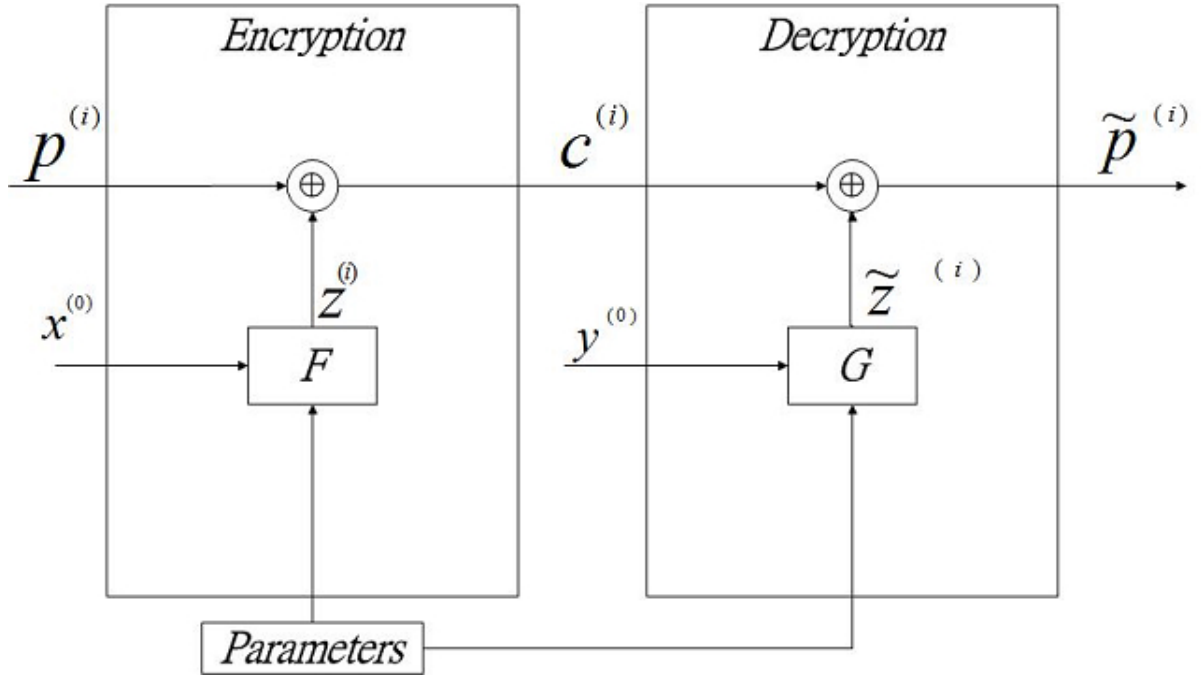 Encryption
Decryption
p^(i)
c^(i)
p̃^(i)
⊕
⊕
z^(i)
z̃^(i)
x^(0)
y^(0)
F
G
Parameters